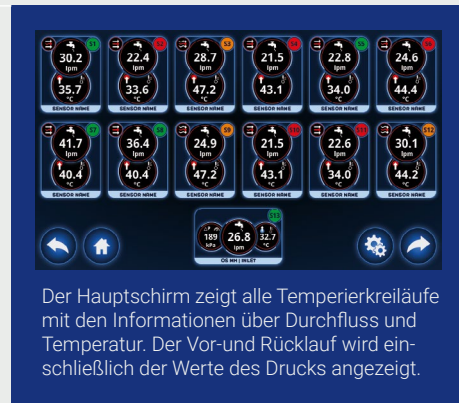 S1 S2 S3 S4 S5 S6
30.2 22.4 28.7 21.5 22.8 24.6
lpm lpm lpm lpm lpm lpm
35.7 33.6 47.2 43.1 34.0 44.4
°C °C °C °C °C °C
SENSOR NAME SENSOR NAME SENSOR NAME SENSOR NAME SENSOR NAME SENSOR NAME
S7 S8 S9 S10 S11 S12
41.7 36.4 24.9 21.5 22.6 30.1
lpm lpm lpm lpm lpm lpm
40.4 40.4 47.2 43.1 34.0 44.2
°C °C °C °C °C °C
SENSOR NAME SENSOR NAME SENSOR NAME SENSOR NAME SENSOR NAME SENSOR NAME
S13
189 26.8 32.7
kPa lpm °C
OS MH | INLET
Der Hauptschirm zeigt alle Temperierkreiläufe
mit den Informationen über Durchfluss und
Temperatur. Der Vor-und Rücklauf wird ein-
schließlich der Werte des Drucks angezeigt.